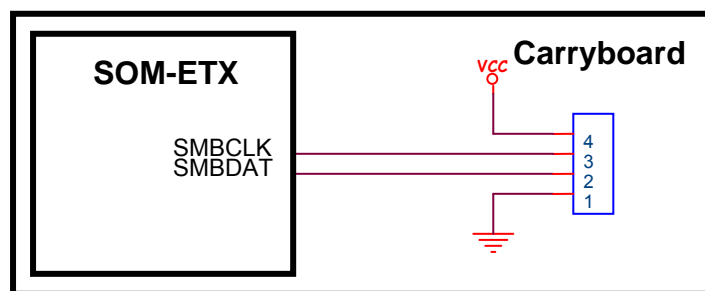 SOM-ETX
Carryboard
VCC
SMBCLK
SMBDAT
4
3
2
1